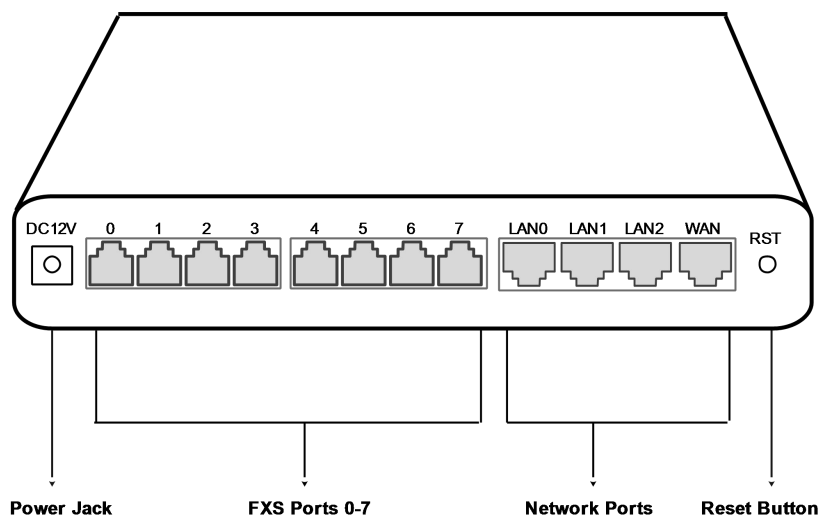 DC12V 0 1 2 3 4 5 6 7 LAN0 LAN1 LAN2 WAN RST
Power Jack FXS Ports 0-7 Network Ports Reset Button